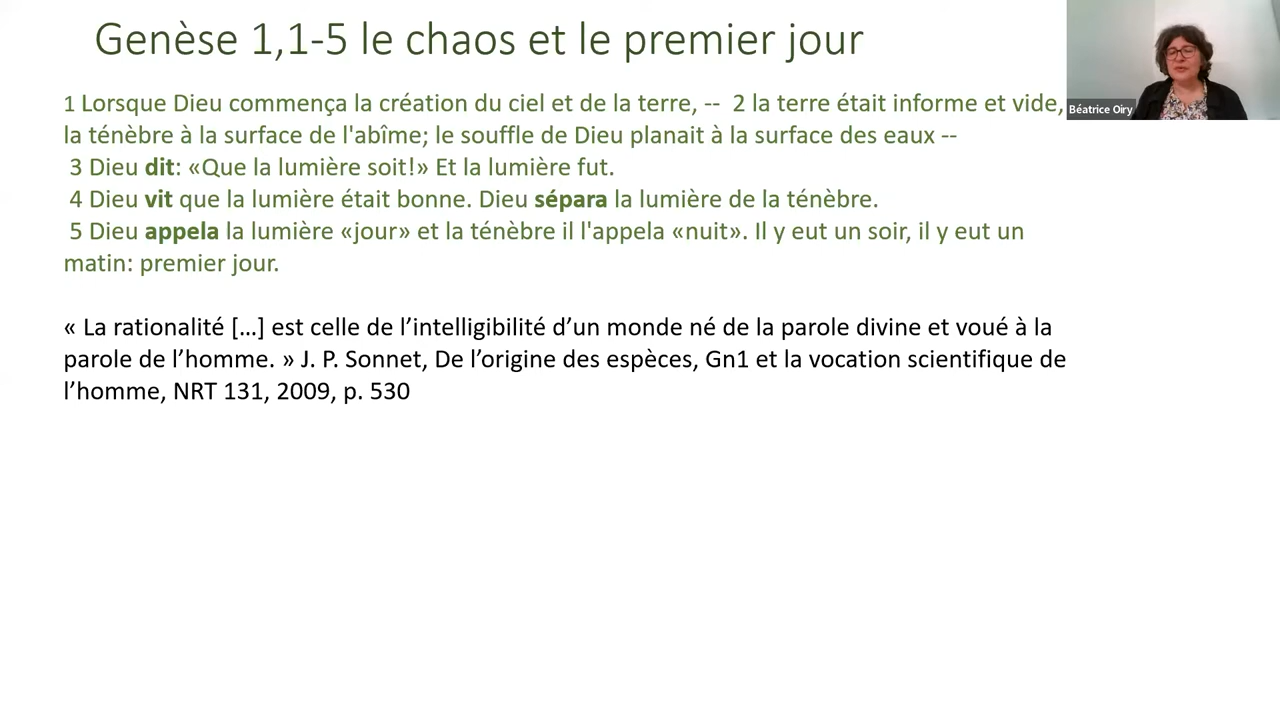 Genèse 1,1-5 le chaos et le premier jour
1 Lorsque Dieu commença la création du ciel et de la terre, -- 2 la terre était informe et vide,
la ténèbre à la surface de l'abîme; le souffle de Dieu planait à la surface des eaux --
3 Dieu dit: «Que la lumière soit!» Et la lumière fut.
4 Dieu vit que la lumière était bonne. Dieu sépara la lumière de la ténèbre.
5 Dieu appela la lumière «jour» et la ténèbre il l'appela «nuit». Il y eut un soir, il y eut un
matin: premier jour.
« La rationalité […] est celle de l’intelligibilité d’un monde né de la parole divine et voué à la
parole de l’homme. » J. P. Sonnet, De l’origine des espèces, Gn1 et la vocation scientifique de
l’homme, NRT 131, 2009, p. 530
Béatrice Oiry